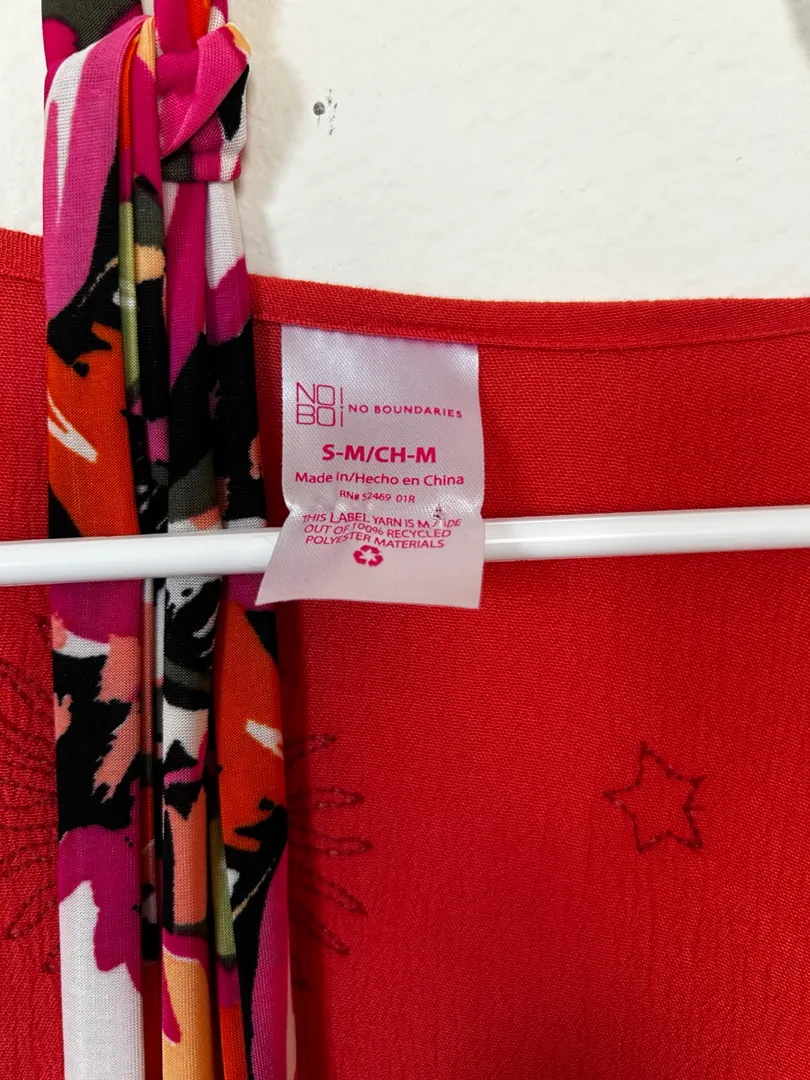 NO!
BO¡ NO BOUNDARIES
S-M/CH-M
Made in/Hecho en China
RN# 52469 01R
THIS LABEL YARN IS MADE
OUT OF 100% RECYCLED
POLYESTER MATERIALS